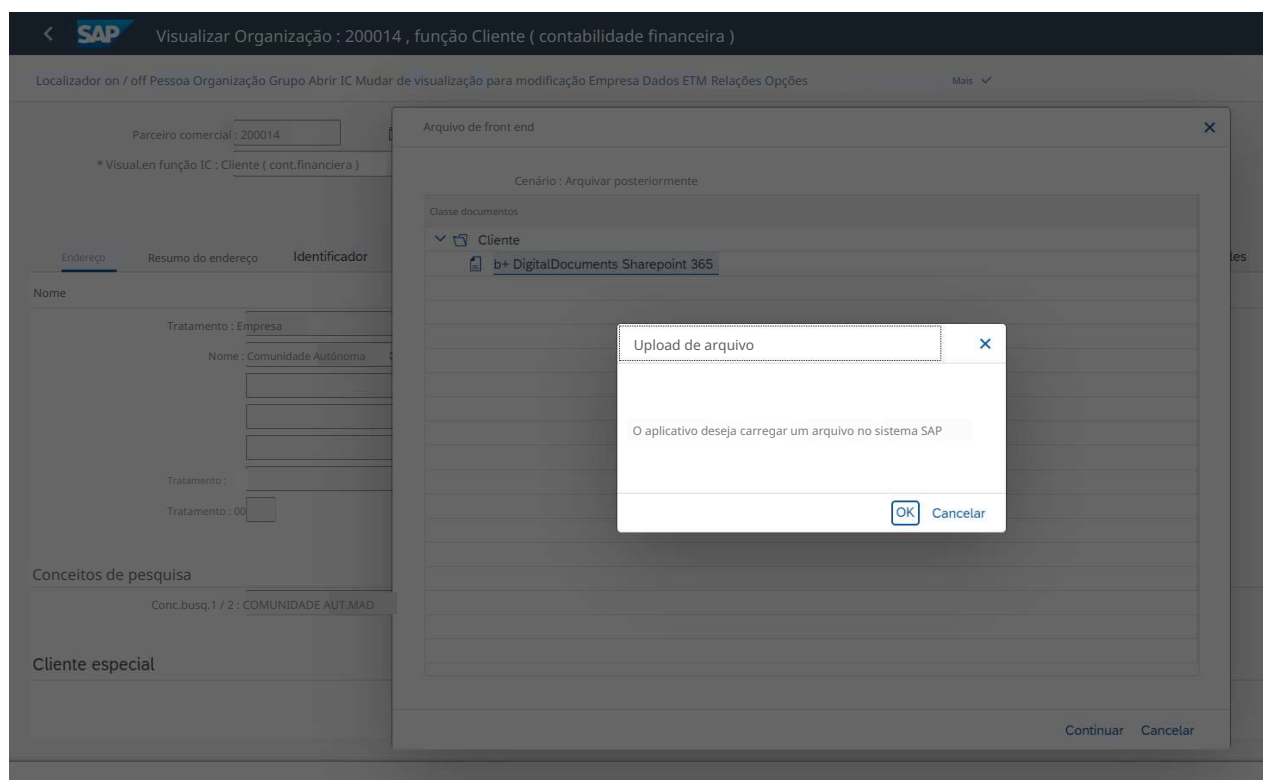 SAP Visualizar Organização : 200014 , função Cliente ( contabilidade financeira )
Localizador on / off Pessoa Organização Grupo Abrir IC Mudar de visualização para modificação Empresa Dados ETM Relações Opções Mais
Parceiro comercial : 200014
* Visual.en função IC : Cliente ( cont.financiera )
Arquivo de front end
Cenário : Arquivar posteriormente
Classe documentos
Cliente
b+ DigitalDocuments Sharepoint 365
Endereço Resumo do endereço Identificador
les
Nome
Tratamento : Empresa
Nome : Comunidade Autónoma
Tratamento :
Tratamento : 00
Upload de arquivo
O aplicativo deseja carregar um arquivo no sistema SAP
OK Cancelar
Conceitos de pesquisa
Conc.busq.1 / 2 : COMUNIDADE AUT.MAD
Cliente especial
Continuar Cancelar